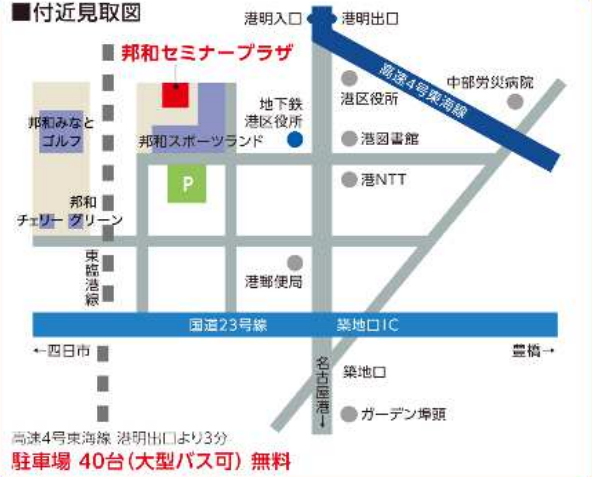 ■付近見取図
港明入口
港明出口
邦和セミナープラザ
高速4号東海線
中部労災病院
港区役所
地下鉄
港区役所
邦和みなと
ゴルフ
邦和スポーツランド
港図書館
P
港NTT
邦和
チェリーグリーン
東臨港線
港郵便局
国道23号線
築地口IC
←四日市
豊橋→
名古屋港→
築地口
ガーデン埠頭
高速4号東海線 港明出口より3分
駐車場 40台(大型バス可) 無料